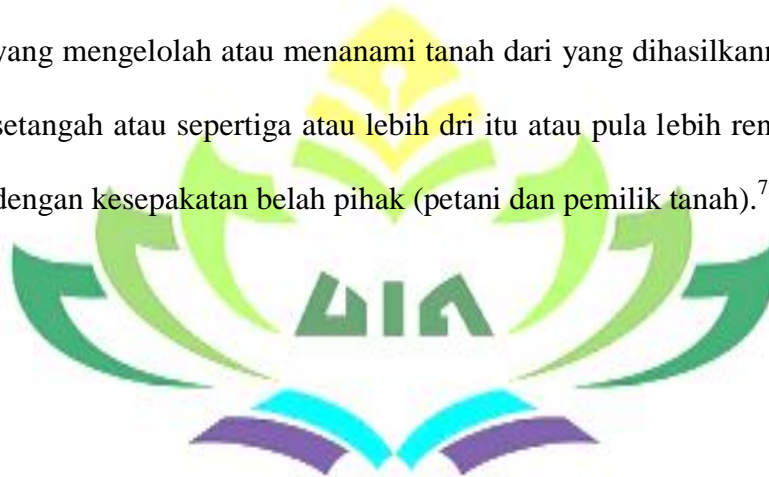 yang mengelolah atau menanami tanah dari yang dihasilkann
setangah atau sepertiga atau lebih dri itu atau pula lebih ren
dengan kesepakatan belah pihak (petani dan pemilik tanah).7
UIN